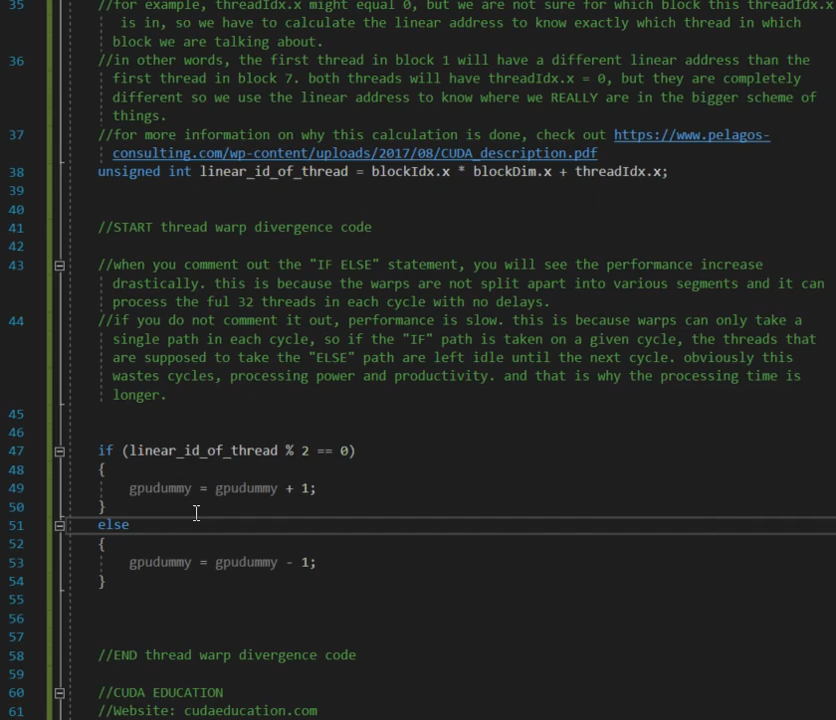 35 //for example, threadIdx.x might equal 0, but we are not sure for which block this threadIdx.x
is in, so we have to calculate the linear address to know exactly which thread in which
block we are talking about.
36 //in other words, the first thread in block 1 will have a different linear address than the
first thread in block 7. both threads will have threadIdx.x = 0, but they are completely
different so we use the linear address to know where we REALLY are in the bigger scheme of
things.
37 //for more information on why this calculation is done, check out https://www.pelagos-
consulting.com/wp-content/uploads/2017/08/CUDA_description.pdf
38 unsigned int linear_id_of_thread = blockIdx.x * blockDim.x + threadIdx.x;
39
40
41 //START thread warp divergence code
42
43 //when you comment out the "IF ELSE" statement, you will see the performance increase
drastically. this is because the warps are not split apart into various segments and it can
process the ful 32 threads in each cycle with no delays.
44 //if you do not comment it out, performance is slow. this is because warps can only take a
single path in each cycle, so if the "IF" path is taken on a given cycle, the threads that
are supposed to take the "ELSE" path are left idle until the next cycle. obviously this
wastes cycles, processing power and productivity. and that is why the processing time is
longer.
45
46
47 if (linear_id_of_thread % 2 == 0)
48 {
49 gpudummy = gpudummy + 1;
50 }
51 else
52 {
53 gpudummy = gpudummy - 1;
54 }
55
56
57
58 //END thread warp divergence code
59
60 //CUDA EDUCATION
61 //Website: cudaeducation.com